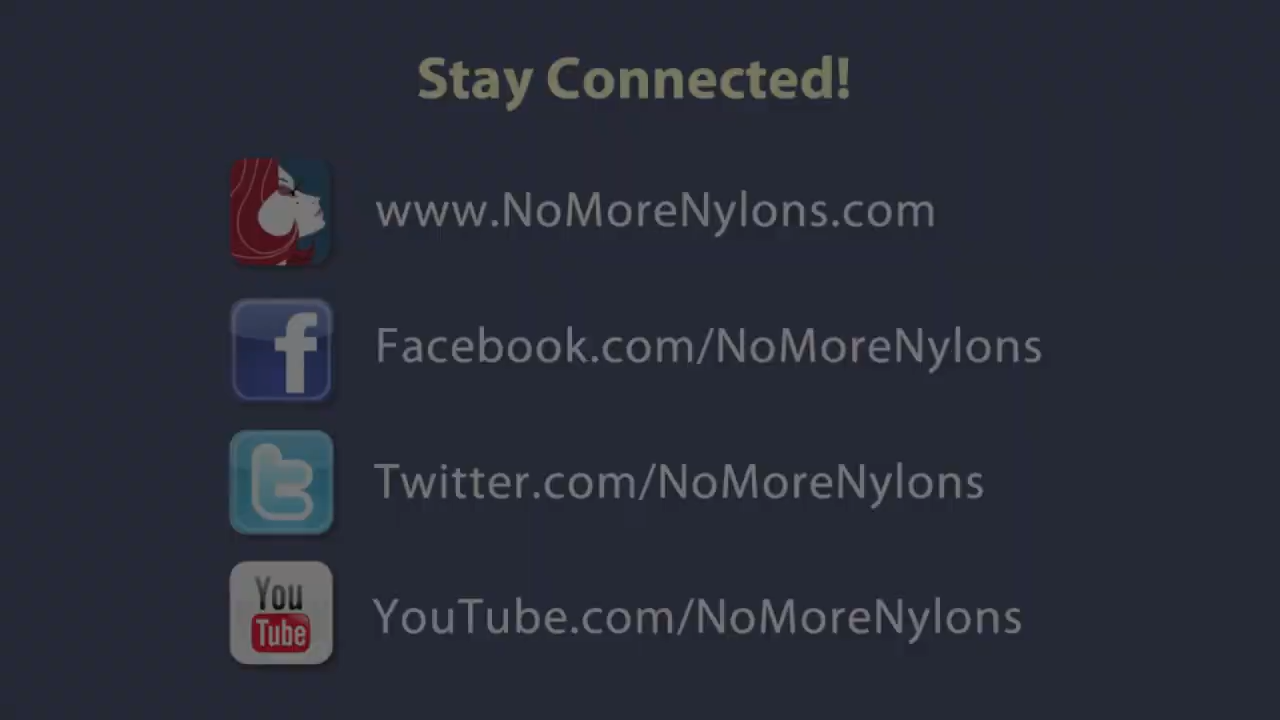 Stay Connected!
www.NoMoreNylons.com
f
Facebook.com/NoMoreNylons
t
Twitter.com/NoMoreNylons
You
Tube
YouTube.com/NoMoreNylons